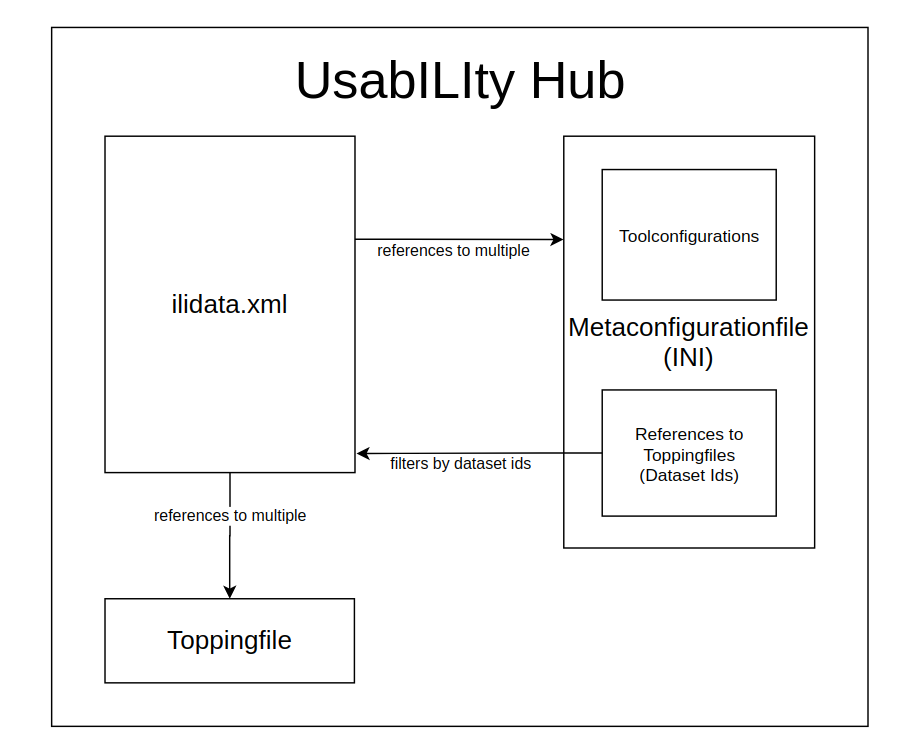 UsabILIty Hub
ilidata.xml
references to multiple
Toolconfigurations
Metaconfigurationfile
(INI)
References to
Toppingfiles
(Dataset Ids)
filters by dataset ids
references to multiple
Toppingfile